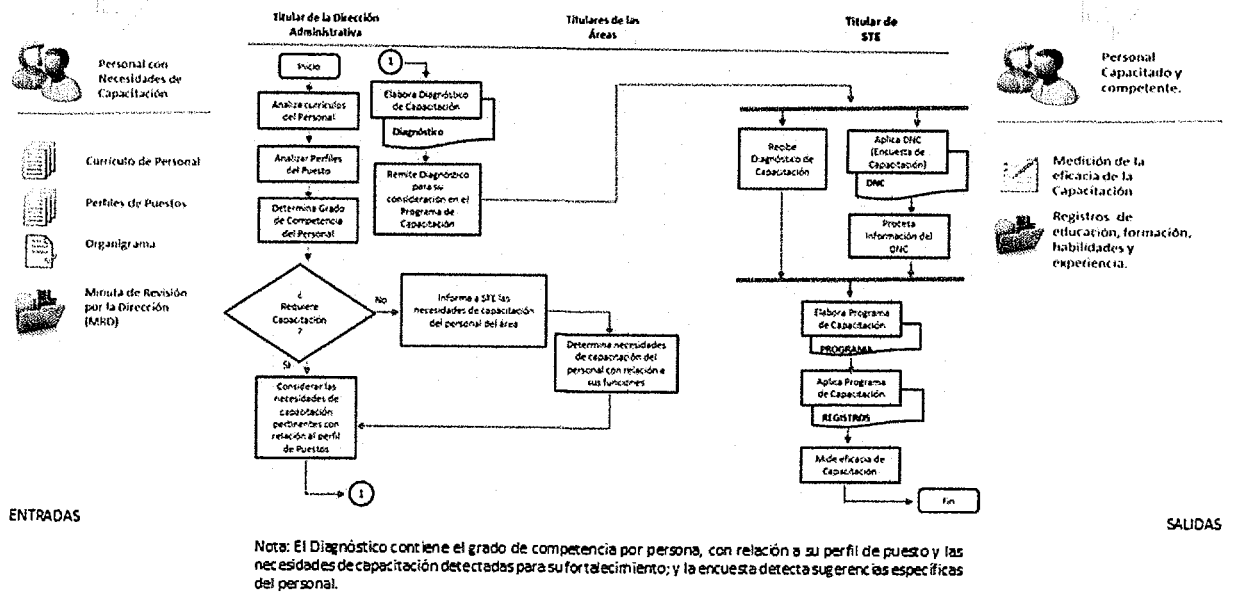 Titular de la Dirección
Administrativa
Titulares de las
Áreas
Titular de
STE
Personal con
Necesidades de
Capacitación
Currículo de Personal
Perfiles de Puestos
Organigrama
Minuta de Revisión
por la Dirección
(MRD)
ENTRADAS
Inicio
Analiza currículos
del Personal
Analizar Perfiles
del Puesto
Determina Grado
de Competencia
del Personal
¿
Requiere
Capacitación
?
No
SI
Considerar las
necesidades de
capacitación
pertinentes con
relación al perfil
de Puestos
1
1
Elabora Diagnóstico
de Capacitación
Diagnóstico
Remite Diagnóstico
para su
consideración en el
Programa de
Capacitación
Informa a STE las
necesidades de capacitación
del personal del área
Determina necesidades
de capacitación del
personal con relación a
sus funciones
Recibe
Diagnóstico de
Capacitación
Aplica DNC
(Encuesta de
Capacitación)
DNC
Procesa
Información del
DNC
Elabora Programa
de Capacitación
PROGRAMA
Aplica Programa
de Capacitación
REGISTROS
Mide eficacia de
Capacitación
Fin
Personal
Capacitado y
competente.
Medición de la
eficacia de la
Capacitación
Registros de
educación, formación,
habilidades y
experiencia.
SALIDAS
Nota: El Diagnóstico contiene el grado de competencia por persona, con relación a su perfil de puesto y las
necesidades de capacitación detectadas para su fortalecimiento; y la encuesta detecta sugerencias específicas
del personal.